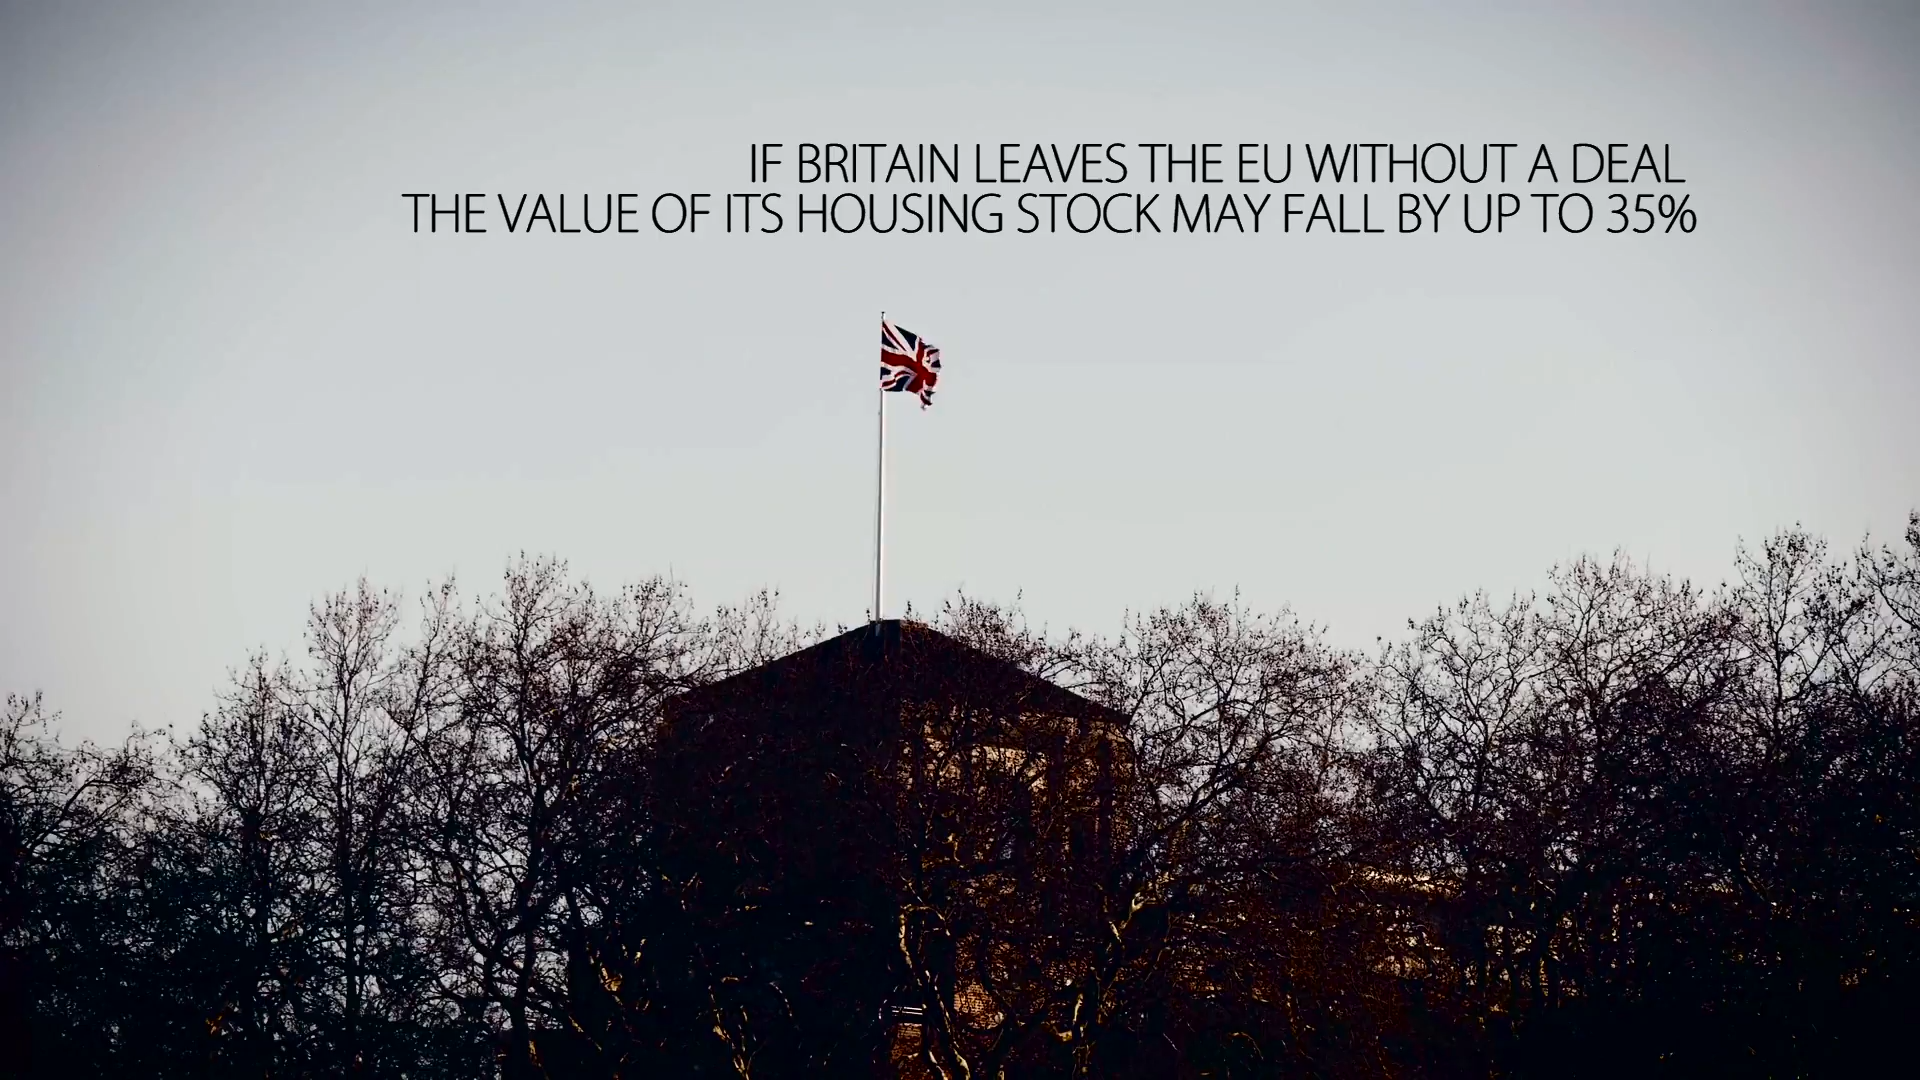 IF BRITAIN LEAVES THE EU WITHOUT A DEAL
THE VALUE OF ITS HOUSING STOCK MAY FALL BY UP TO 35%